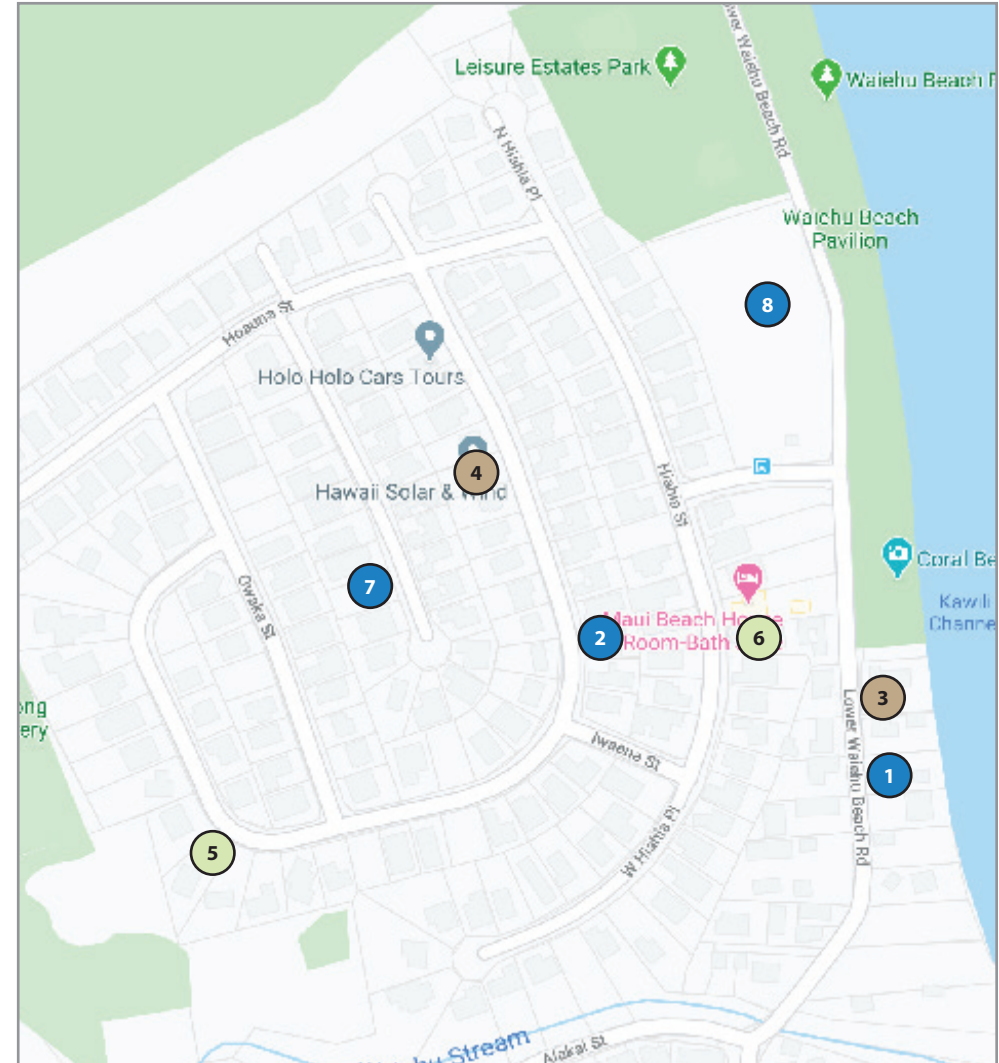 Leisure Estates Park
Waiehu Beach
Lower Waiehu Beach Rd
N Hiahia Pl
Waiehu Beach
Pavilion
8
Hoauna St
Holo Holo Cars Tours
4
Hawaii Solar & Wind
Hiahia St
Coral Be
Kawili
Channe
7
Owaka St
2
Maui Beach Ho e
Room-Bath
6
3
ong
ery
Iwaena St
Lower Waiehu Beach Rd
1
W Hiahia Pl
5
Stream
Alakai St